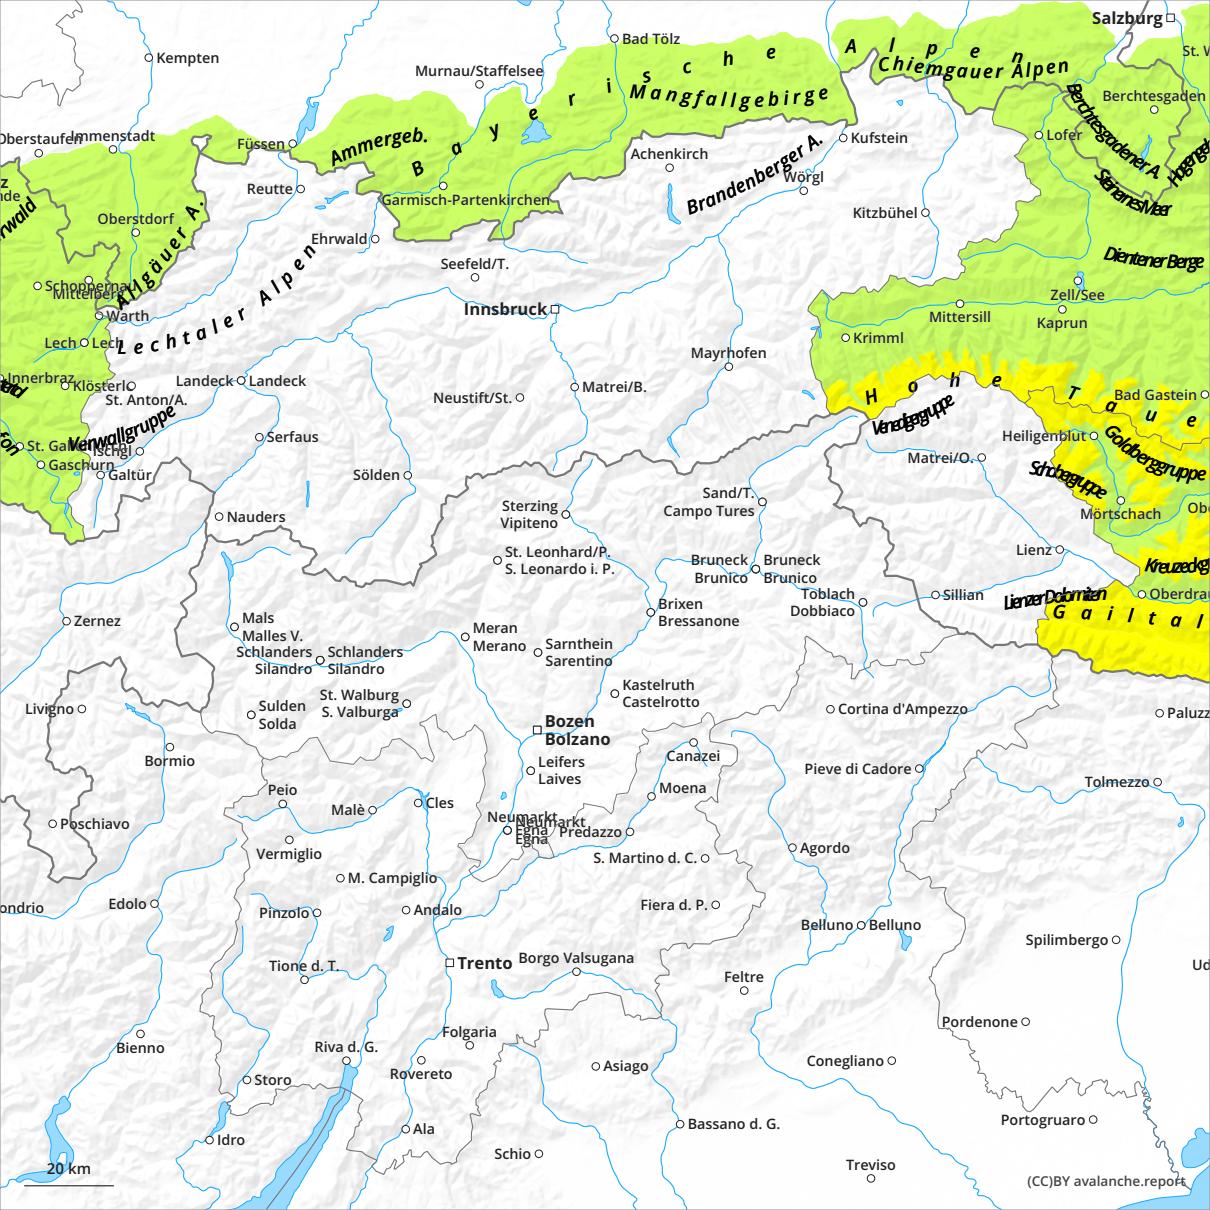 Salzburg
Kempten
Bad Tölz
Murnau/Staffelsee
Bayerische Alpen
Chiemgauer Alpen
Mangfallgebirge
Berchtesgaden
Berchtesgadener A.
Oberstaufen
Immenstadt
Füssen
Ammergeb.
Achenkirch
Brandenberger A.
Kufstein
Lofer
Wörgl
Steinernes Meer
Reutte
Garmisch-Partenkirchen
Kitzbühel
Oberstdorf
Allgäuer A.
Ehrwald
Seefeld/T.
Dientener Berge
Mittelberg
Warth
Lechtaler Alpen
Innsbruck
Zell/See
Mittersill
Kaprun
Krimml
Lech
Lech
Mayrhofen
Innerbraz
St. Anton/A.
Landeck
Landeck
Matrei/B.
Neustift/St.
Hohe Taue
Bad Gastein
Venedigergruppe
Verwallgruppe
Ischgl
Serfaus
Heiligenblut
Goldberggruppe
Gaschurn
Galtür
Sölden
Matrei/O.
Schobergruppe
Nauders
Sterzing
Vipiteno
Sand/T.
Campo Tures
Mörtschach
St. Leonhard/P.
S. Leonardo i. P.
Bruneck
Brunico
Bruneck
Brunico
Lienz
Toblach
Dobbiaco
Sillian
Lienzer Dolomiten
Gailtal
Zernez
Mals
Malles V.
Meran
Merano
Brixen
Bressanone
Schlanders
Silandro
Schlanders
Silandro
Sarnthein
Sarentino
St. Walburg
S. Valburga
Kastelruth
Castelrotto
Livigno
Sulden
Solda
Bozen
Bolzano
Cortina d'Ampezzo
Bormio
Leifers
Laives
Canazei
Pieve di Cadore
Tolmezzo
Peio
Malè
Cles
Moena
Poschiavo
Neumarkt
Egna
Neumarkt
Egna
Predazzo
Vermiglio
S. Martino d. C.
Agordo
M. Campiglio
Edolo
Pinzolo
Andalo
Fiera d. P.
Belluno
Belluno
Spilimbergo
Tione d. T.
Trento
Borgo Valsugana
Feltre
Pordenone
Bienno
Riva d. G.
Folgaria
Rovereto
Asiago
Conegliano
Storo
Idro
Ala
Bassano d. G.
Portogruaro
Schio
Treviso
20 km
(CC)BY avalanche.report